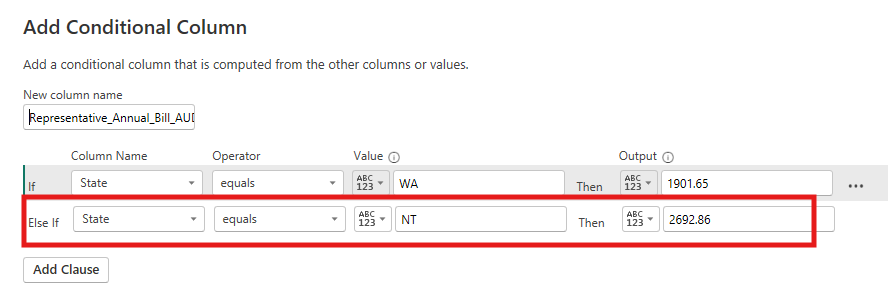 Add Conditional Column
Add a conditional column that is computed from the other columns or values.
New column name
Representative_Annual_Bill_AUD
Column Name Operator Value Output
If State equals ABC 123 WA Then ABC 123 1901.65 ...
Else If State equals ABC 123 NT Then ABC 123 2692.86
Add Clause